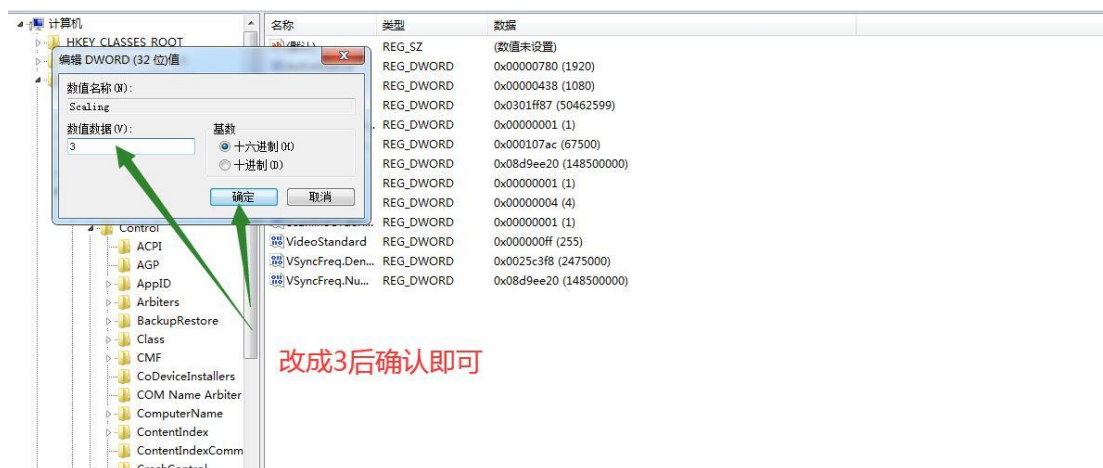 计算机
HKEY_CLASSES_ROOT
编辑 DWORD (32 位)值
数值名称(N):
Scaling
数值数据(V):
3
基数
十六进制(H)
十进制(D)
确定
取消
Control
ACPI
AGP
AppID
Arbiters
BackupRestore
Class
CMF
CoDeviceInstallers
COM Name Arbiter
ComputerName
ContentIndex
ContentIndexComm
CrashControl
名称 类型 数据
REG_SZ (数值未设置)
REG_DWORD 0x00000780 (1920)
REG_DWORD 0x00000438 (1080)
REG_DWORD 0x0301ff87 (50462599)
REG_DWORD 0x00000001 (1)
REG_DWORD 0x000107ac (67500)
REG_DWORD 0x08d9ee20 (148500000)
REG_DWORD 0x00000001 (1)
REG_DWORD 0x00000004 (4)
REG_DWORD 0x00000001 (1)
VideoStandard REG_DWORD 0x000000ff (255)
VSyncFreq.Den... REG_DWORD 0x0025c3f8 (2475000)
VSyncFreq.Nu... REG_DWORD 0x08d9ee20 (148500000)
改成3后确认即可